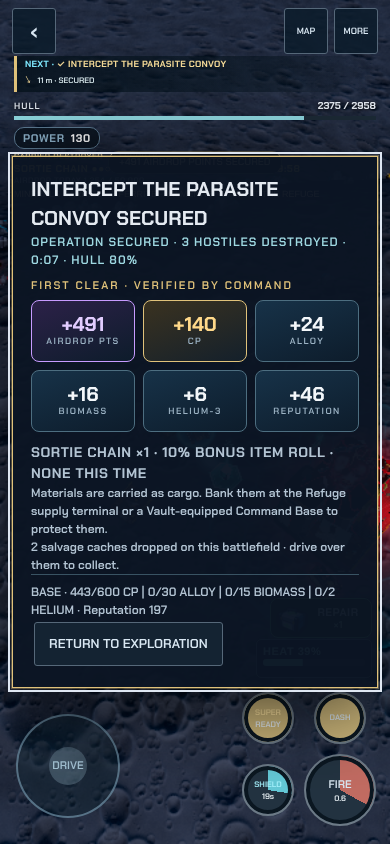 ‹
MAP
MORE
NEXT · ✓ INTERCEPT THE PARASITE CONVOY
11 m · SECURED
HULL
2375 / 2958
POWER 130
INTERCEPT THE PARASITE
CONVOY SECURED
OPERATION SECURED · 3 HOSTILES DESTROYED ·
0:07 · HULL 80%
FIRST CLEAR · VERIFIED BY COMMAND
+491
AIRDROP PTS
+140
CP
+24
ALLOY
+16
BIOMASS
+6
HELIUM-3
+46
REPUTATION
SORTIE CHAIN ×1 · 10% BONUS ITEM ROLL ·
NONE THIS TIME
Materials are carried as cargo. Bank them at the Refuge
supply terminal or a Vault-equipped Command Base to
protect them.
2 salvage caches dropped on this battlefield · drive over
them to collect.
BASE · 443/600 CP | 0/30 ALLOY | 0/15 BIOMASS | 0/2
HELIUM · Reputation 197
REPAIR
RETURN TO EXPLORATION
SUPER
READY
DASH
DRIVE
SHIELD
19s
FIRE
0.6